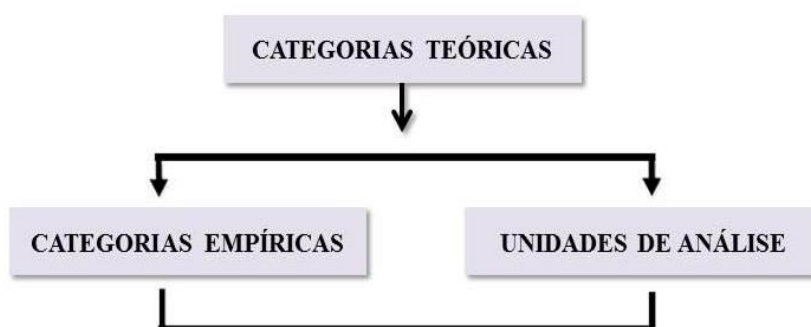 CATEGORIAS TEÓRICAS
CATEGORIAS EMPÍRICAS
UNIDADES DE ANÁLISE